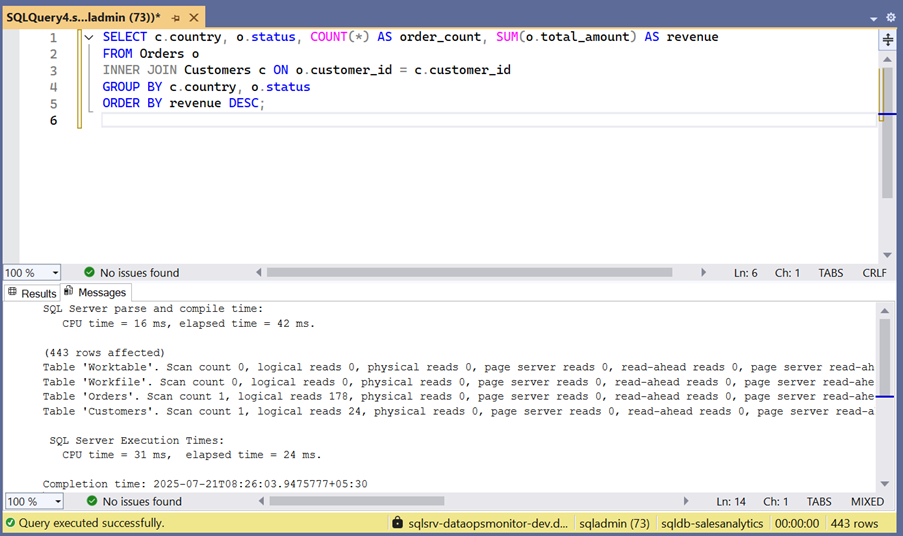 SQLQuery4.s...ladmin (73))*
1 SELECT c.country, o.status, COUNT(*) AS order_count, SUM(o.total_amount) AS revenue
2 FROM Orders o
3 INNER JOIN Customers c ON o.customer_id = c.customer_id
4 GROUP BY c.country, o.status
5 ORDER BY revenue DESC;
6
100 % No issues found Ln: 6 Ch: 1 TABS CRLF
Results Messages
SQL Server parse and compile time:
CPU time = 16 ms, elapsed time = 42 ms.
(443 rows affected)
Table 'Worktable'. Scan count 0, logical reads 0, physical reads 0, page server reads 0, read-ahead reads 0, page server read-ah
Table 'Workfile'. Scan count 0, logical reads 0, physical reads 0, page server reads 0, read-ahead reads 0, page server read-ahe
Table 'Orders'. Scan count 1, logical reads 178, physical reads 0, page server reads 0, read-ahead reads 0, page server read-ahe
Table 'Customers'. Scan count 1, logical reads 24, physical reads 0, page server reads 0, read-ahead reads 0, page server read-a
SQL Server Execution Times:
CPU time = 31 ms, elapsed time = 24 ms.
Completion time: 2025-07-21T08:26:03.9475777+05:30
100 % No issues found Ln: 14 Ch: 1 TABS MIXED
Query executed successfully. sqlsrv-dataopsmonitor-dev.d... sqladmin (73) sqldb-salesanalytics 00:00:00 443 rows